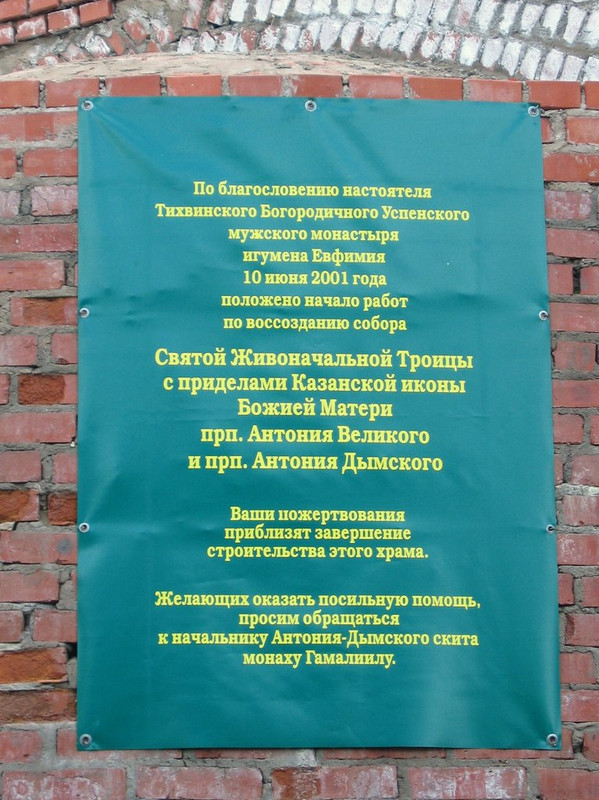 По благословению настоятеля
Тихвинского Богородичного Успенского
мужского монастыря
игумена Евфимия
10 июня 2001 года
положено начало работ
по воссозданию собора
Святой Живоначальной Троицы
с приделами Казанской иконы
Божией Матери
прп. Антония Великого
и прп. Антония Дымского
Ваши пожертвования
приблизят завершение
строительства этого храма.
Желающих оказать посильную помощь,
просим обращаться
к начальнику Антония-Дымского скита
монаху Гамалиилу.